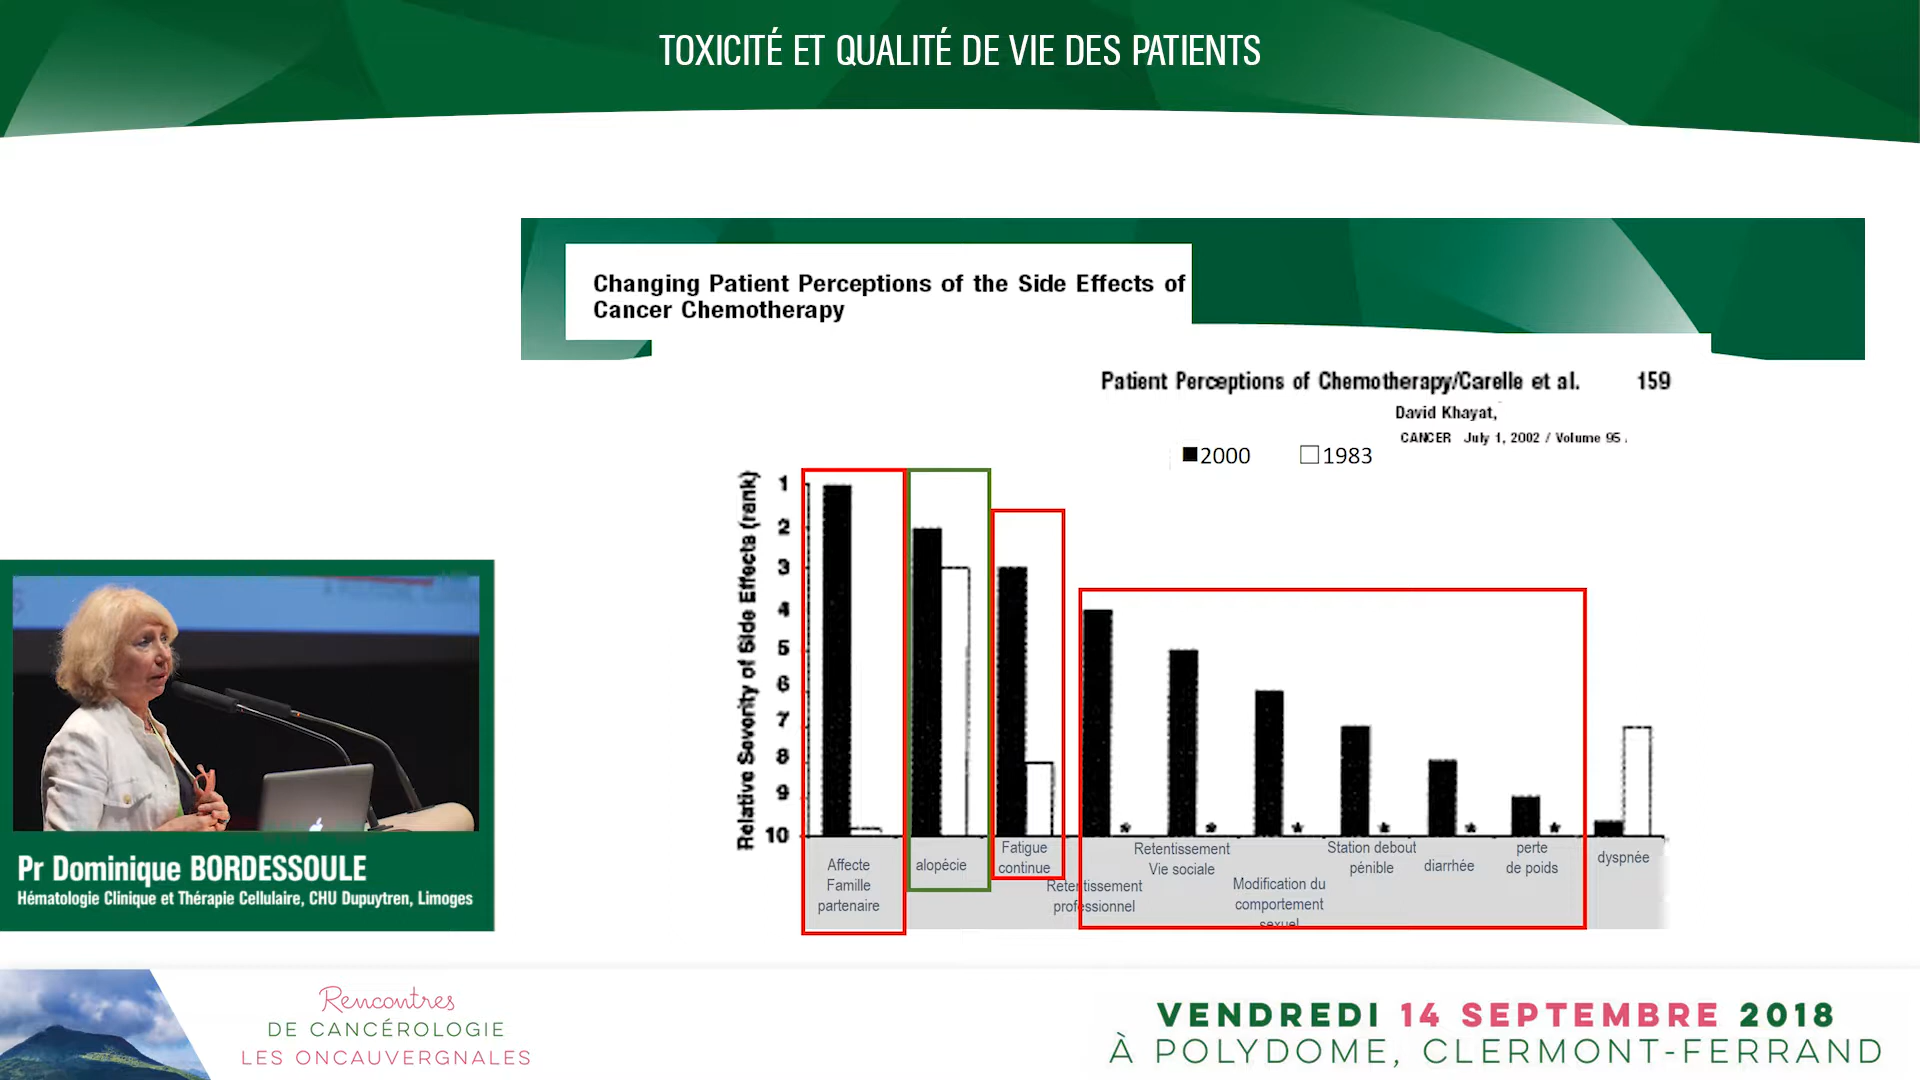 TOXICITÉ ET QUALITÉ DE VIE DES PATIENTS
Changing Patient Perceptions of the Side Effects of
Cancer Chemotherapy
Patient Perceptions of Chemotherapy/Carelle et al. 159
David Khayat,
CANCER July 1, 2002 / Volume 95
2000 1983
Relative Severity of Side Effects (rank)
1
2
3
4
5
6
7
8
9
10
* * * * * *
Affecte
Famille
partenaire
alopécie
Fatigue
continue
Retentissement
professionnel
Retentissement
Vie sociale
Modification du
comportement
sexuel
Station debout
pénible
diarrhée
perte
de poids
dyspnée
Pr Dominique BORDESSOULE
Hématologie Clinique et Thérapie Cellulaire, CHU Dupuytren, Limoges
Rencontres
DE CANCÉROLOGIE
LES ONCAUVERGNALES
VENDREDI 14 SEPTEMBRE 2018
À POLYDOME, CLERMONT-FERRAND